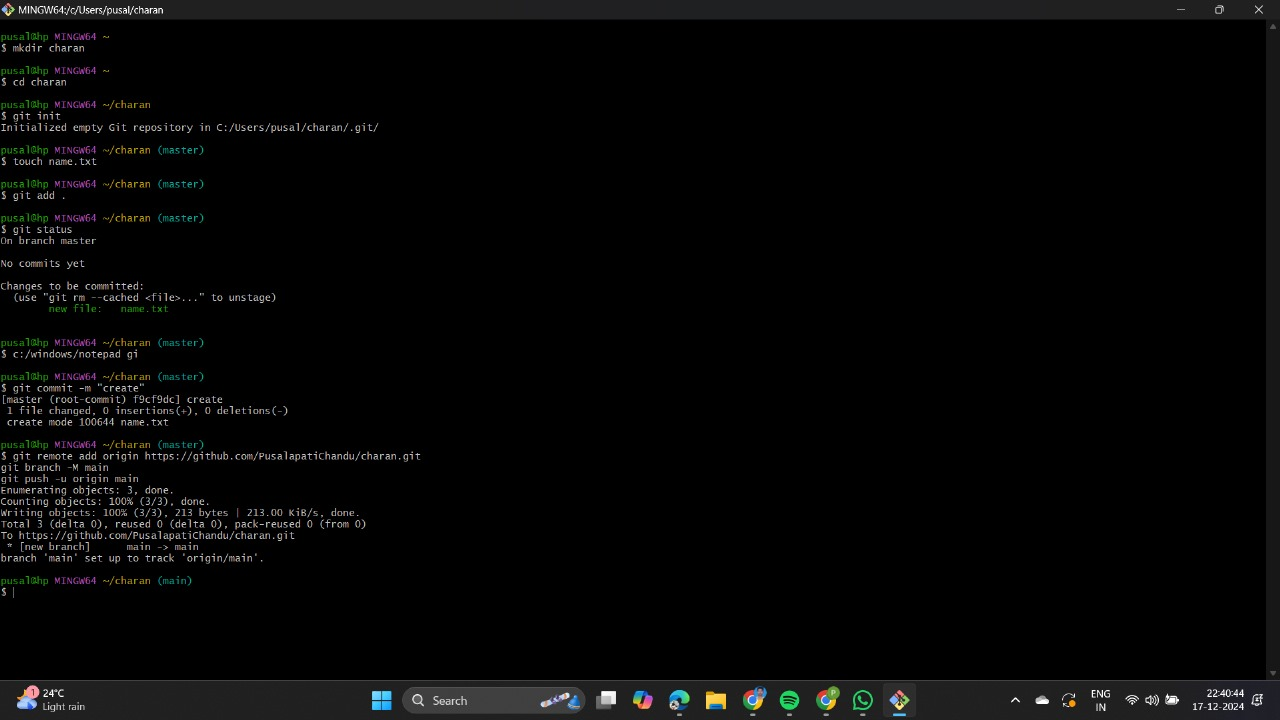 MINGW64:/c/Users/pusal/charan
pusal@hp MINGW64 ~
$ mkdir charan
pusal@hp MINGW64 ~
$ cd charan
pusal@hp MINGW64 ~/charan
$ git init
Initialized empty Git repository in C:/Users/pusal/charan/.git/
pusal@hp MINGW64 ~/charan (master)
$ touch name.txt
pusal@hp MINGW64 ~/charan (master)
$ git add .
pusal@hp MINGW64 ~/charan (master)
$ git status
On branch master
No commits yet
Changes to be committed:
  (use "git rm --cached <file>..." to unstage)
        new file:   name.txt
pusal@hp MINGW64 ~/charan (master)
$ c:/windows/notepad gi
pusal@hp MINGW64 ~/charan (master)
$ git commit -m "create"
[master (root-commit) f9cf9dc] create
 1 file changed, 0 insertions(+), 0 deletions(-)
 create mode 100644 name.txt
pusal@hp MINGW64 ~/charan (master)
$ git remote add origin https://github.com/PusalapatiChandu/charan.git
git branch -M main
git push -u origin main
Enumerating objects: 3, done.
Counting objects: 100% (3/3), done.
Writing objects: 100% (3/3), 213 bytes | 213.00 KiB/s, done.
Total 3 (delta 0), reused 0 (delta 0), pack-reused 0 (from 0)
To https://github.com/PusalapatiChandu/charan.git
 * [new branch]      main -> main
branch 'main' set up to track 'origin/main'.
pusal@hp MINGW64 ~/charan (main)
$
1
24°C
Light rain
Search
P
ENG
IN
22:40:44
17-12-2024